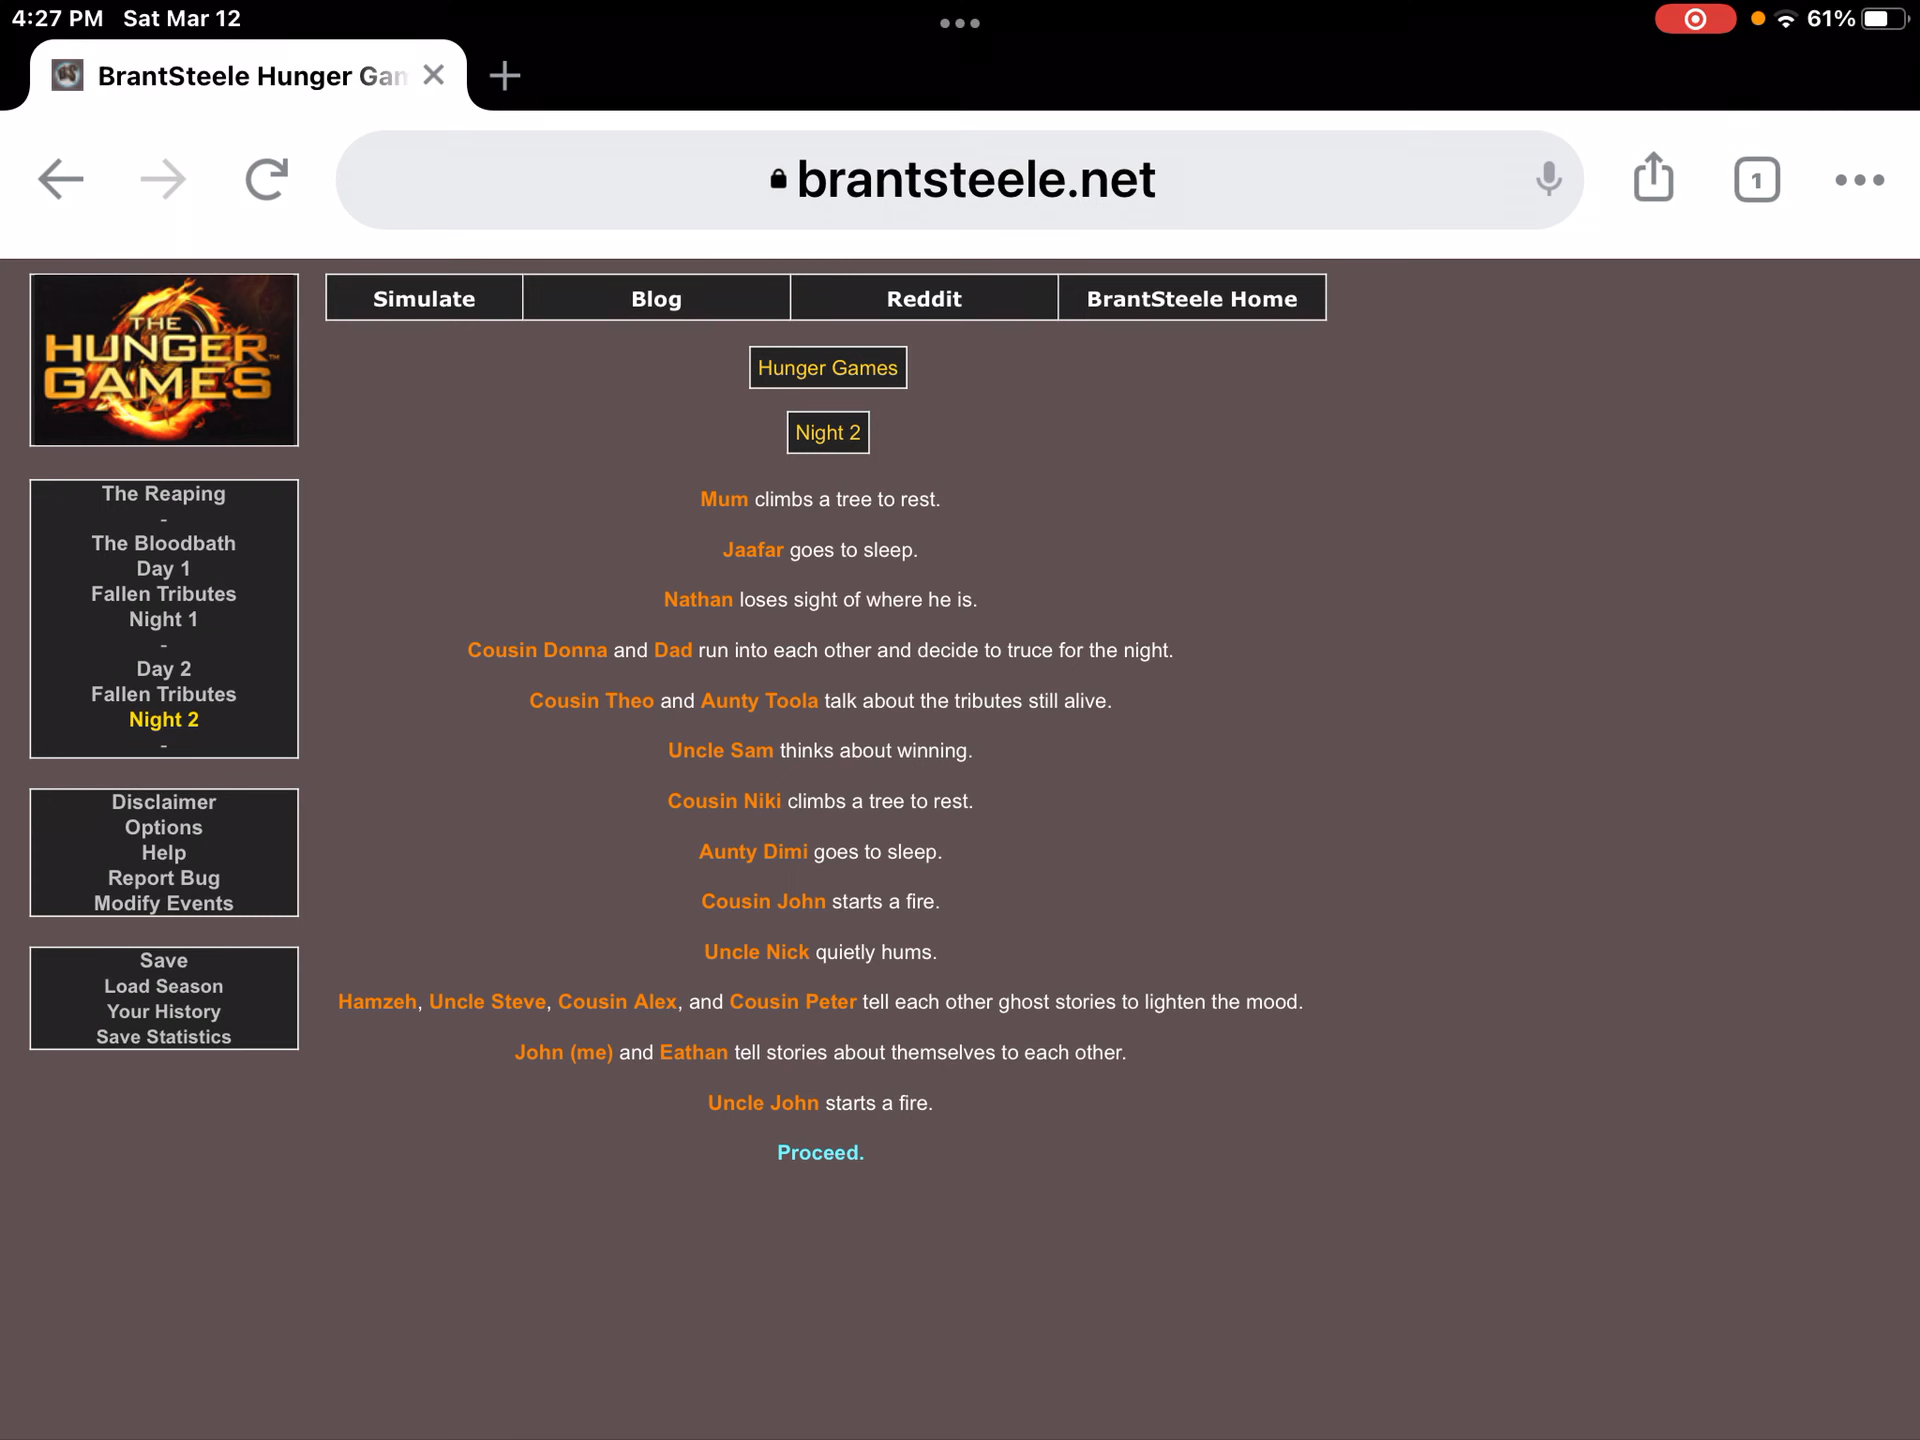 4:27 PM Sat Mar 12
61%
BrantSteele Hunger Gan
brantsteele.net
1
THE
HUNGER
GAMES
Simulate Blog Reddit BrantSteele Home
Hunger Games
Night 2
The Reaping
-
The Bloodbath
Day 1
Fallen Tributes
Night 1
-
Day 2
Fallen Tributes
Night 2
-
Disclaimer
Options
Help
Report Bug
Modify Events
Save
Load Season
Your History
Save Statistics
Mum climbs a tree to rest.
Jaafar goes to sleep.
Nathan loses sight of where he is.
Cousin Donna and Dad run into each other and decide to truce for the night.
Cousin Theo and Aunty Toola talk about the tributes still alive.
Uncle Sam thinks about winning.
Cousin Niki climbs a tree to rest.
Aunty Dimi goes to sleep.
Cousin John starts a fire.
Uncle Nick quietly hums.
Hamzeh, Uncle Steve, Cousin Alex, and Cousin Peter tell each other ghost stories to lighten the mood.
John (me) and Eathan tell stories about themselves to each other.
Uncle John starts a fire.
Proceed.